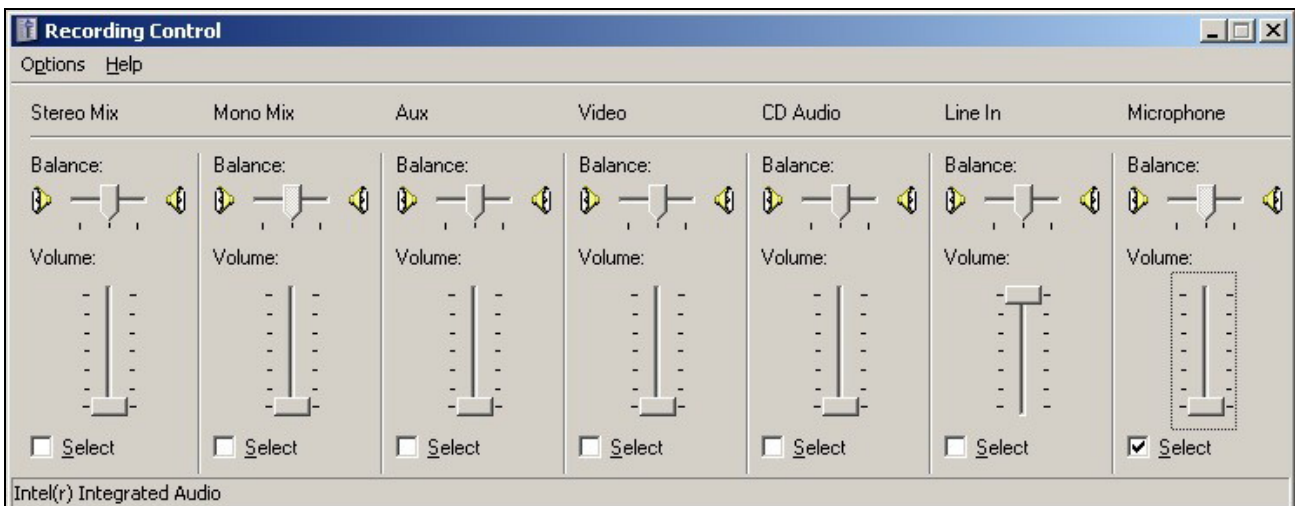 Recording Control
Options Help
Stereo Mix Mono Mix Aux Video CD Audio Line In Microphone
Balance: Balance: Balance: Balance: Balance: Balance: Balance:
Volume: Volume: Volume: Volume: Volume: Volume: Volume:
Select Select Select Select Select Select Select
Intel(r) Integrated Audio